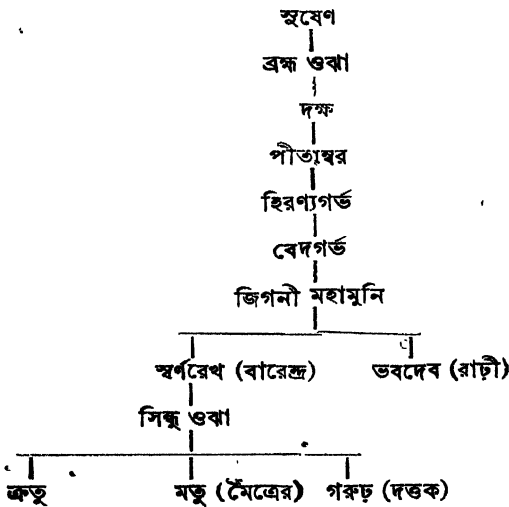 সুষেণ
ব্রহ্ম ওঝা
দক্ষ
পীতাম্বর
হিরণ্যগর্ভ
বেদগর্ভ
জিগনী মহামুনি
স্বর্ণরেখ (বারেন্দ্র) ভবদেব (রাঢ়ী)
সিন্ধু ওঝা
ক্রতু মতু (মৈত্রের) গরুঢ় (দত্তক)